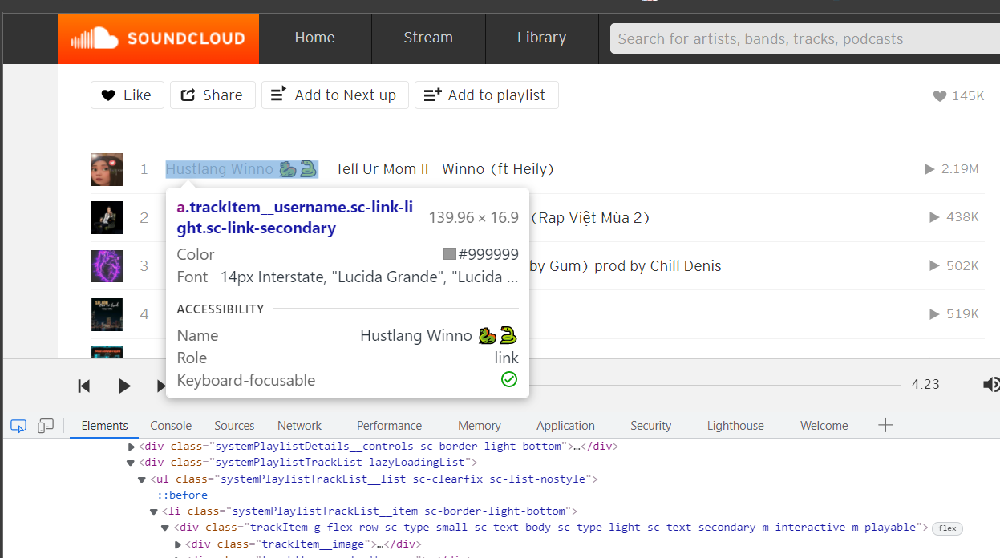 SOUNDCLOUD Home Stream Library Search for artists, bands, tracks, podcasts
Like Share Add to Next up Add to playlist 145K
1 Hustlang Winno 🐉🐍 – Tell Ur Mom II - Winno (ft Heily) 2.19M
2 (Rap Việt Mùa 2) 438K
3 by Gum) prod by Chill Denis 502K
4 519K
a.trackItem__username.sc-link-li
ght.sc-link-secondary 139.96 × 16.9
Color #999999
Font 14px Interstate, "Lucida Grande", "Lucida ...
ACCESSIBILITY
Name Hustlang Winno 🐉🐍
Role link
Keyboard-focusable
4:23
Elements Console Sources Network Performance Memory Application Security Lighthouse Welcome
<div class="systemPlaylistDetails__controls sc-border-light-bottom">…</div>
<div class="systemPlaylistTrackList lazyLoadingList">
<ul class="systemPlaylistTrackList__list sc-clearfix sc-list-nostyle">
::before
<li class="systemPlaylistTrackList__item sc-border-light-bottom">
<div class="trackItem g-flex-row sc-type-small sc-text-body sc-type-light sc-text-secondary m-interactive m-playable"> flex
<div class="trackItem__image">…</div>